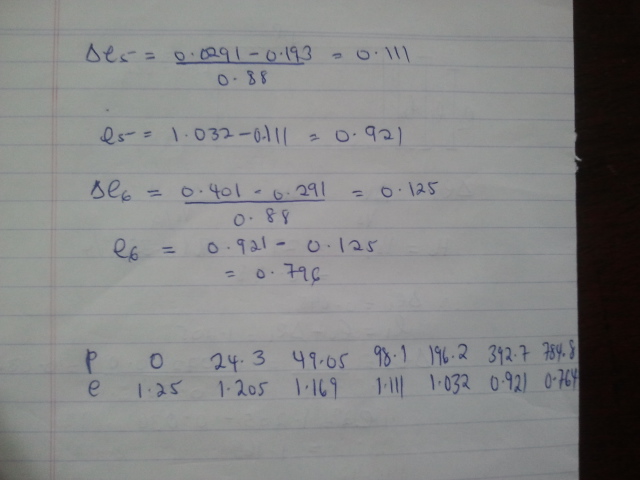 Δe5 = 0.0291 - 0.193 / 0.88 = 0.111
e5 = 1.032 - 0.111 = 0.921
Δe6 = 0.401 - 0.291 / 0.88 = 0.125
e6 = 0.921 - 0.125
= 0.796
P 0 24.3 49.05 98.1 196.2 392.7 784.8
e 1.25 1.205 1.169 1.111 1.032 0.921 0.764